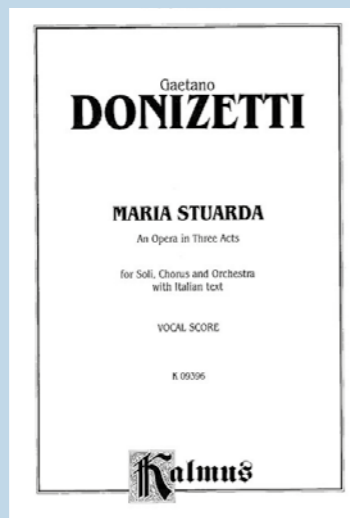 Gaetano
DONIZETTI
MARIA STUARDA
An Opera in Three Acts
for Soli, Chorus and Orchestra
with Italian text
VOCAL SCORE
K 09396
Kalmus